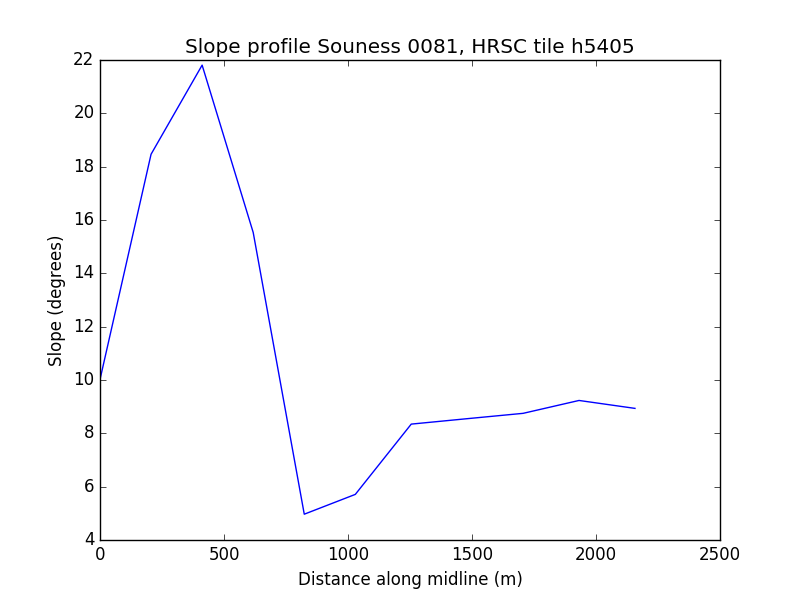 Slope profile Souness 0081, HRSC tile h5405
22
20
18
16
14
12
10
8
6
4
Slope (degrees)
0 500 1000 1500 2000 2500
Distance along midline (m)